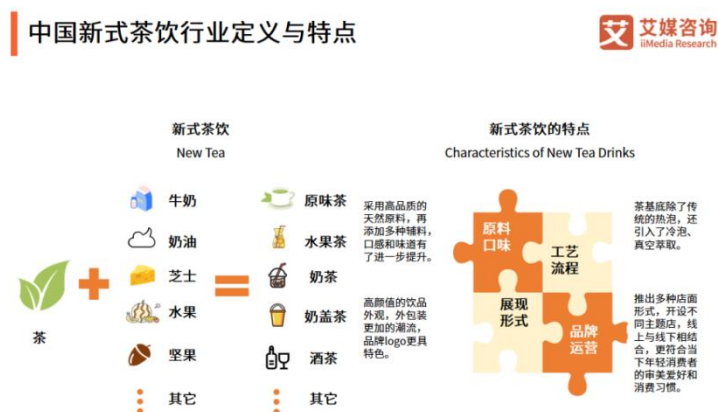 中国新式茶饮行业定义与特点
艾 艾媒咨询
iiMedia Research
新式茶饮
New Tea
茶
牛奶
奶油
芝士
水果
坚果
其它
原味茶
水果茶
奶茶
奶盖茶
酒茶
其它
新式茶饮的特点
Characteristics of New Tea Drinks
采用高品质的
天然原料，再
添加多种辅料，
口感和味道有
了进一步提升。
高颜值的饮品
外观，外包装
更加的潮流，
品牌logo更具
特色。
原料
口味
工艺
流程
展现
形式
品牌
运营
茶基底除了传
统的热泡，还
引入了冷泡、
真空萃取。
推出多种店面
形式，开设不
同主题店，线
上与线下相结
合，更符合当
下年轻消费者
的审美爱好和
消费习惯。